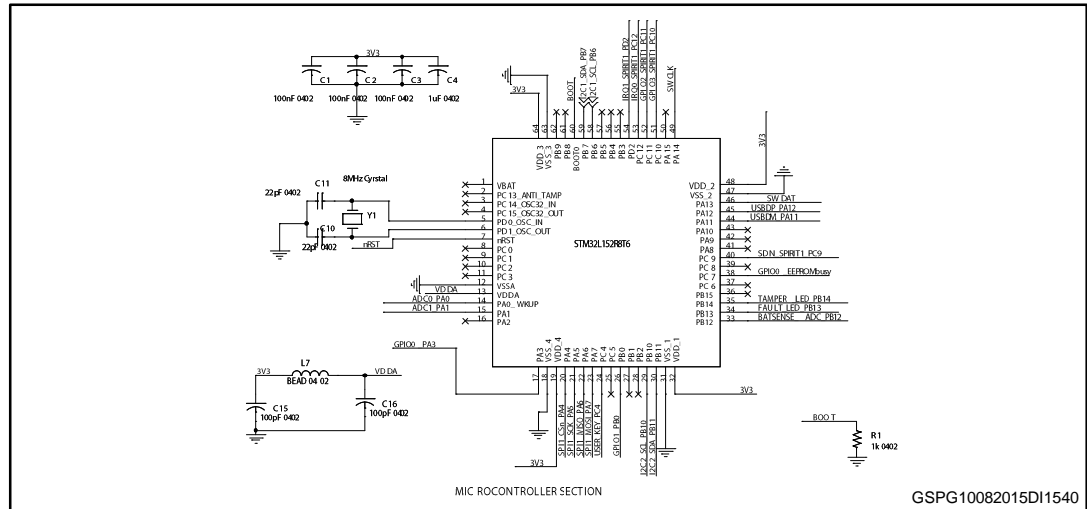 3V3
C1
C2
C3
C4
100nF 0402
100nF 0402
100nF 0402
1uF 0402
3V3
BOOT
I2C1_SDA_PB7
I2C1_SCL_PB6
IRQ1_SPIRIT1_PD2
IRQ0_SPIRIT1_PC12
GPIO2_SPIRIT1_PC11
GPIO3_SPIRIT1_PC10
SWCLK
64
63
62
61
60
59
58
57
56
55
54
53
52
51
50
49
VDD_3
VSS_3
PB9
PB8
BOOT0
PB7
PB6
PB5
PB4
PB3
PD2
PC12
PC11
PC10
PA15
PA14
3V3
8MHz Cyrstal
22pF 0402
C11
Y1
C10
22pF 0402
nRST
1 VBAT
2 PC13_ANTI_TAMP
3 PC14_OSC32_IN
4 PC15_OSC32_OUT
5 PD0_OSC_IN
6 PD1_OSC_OUT
7 nRST
8 PC0
9 PC1
10 PC2
11 PC3
12 VSSA
VDDA 13 VDDA
ADC0_PA0 14 PA0_WKUP
ADC1_PA1 15 PA1
16 PA2
STM32L152R8T6
VDD_2 48
VSS_2 47
PA13 46 SWDAT
PA12 45 USBDP_PA12
PA11 44 USBDM_PA11
PA10 43
PA9 42
PA8 41
PC9 40 SDN_SPIRIT1_PC9
PC8 39
PC7 38 GPIO0_EEPROMbusy
PC6 37
PB15 36
PB14 35 TAMPER_LED_PB14
PB13 34 FAULT_LED_PB13
PB12 33 BATSENSE_ADC_PB12
GPIO0_PA3
PA3
VSS_4
VDD_4
PA4
PA5
PA6
PA7
PC4
PC5
PB0
PB1
PB2
PB10
PB11
VSS_1
VDD_1
17
18
19
20
21
22
23
24
25
26
27
28
29
30
31
32
3V3
SPI1_CSn_PA4
SPI1_SCK_PA5
SPI1_MISO_PA6
SPI1_MOSI_PA7
USER_KEY_PC4
GPIO1_PB0
I2C2_SCL_PB10
I2C2_SDA_PB11
3V3
L7
3V3
VDDA
BEAD 04 02
C15
100pF 0402
C16
100pF 0402
BOOT
R1
1k 0402
MIC ROCONTROLLER SECTION
GSPG10082015DI1540